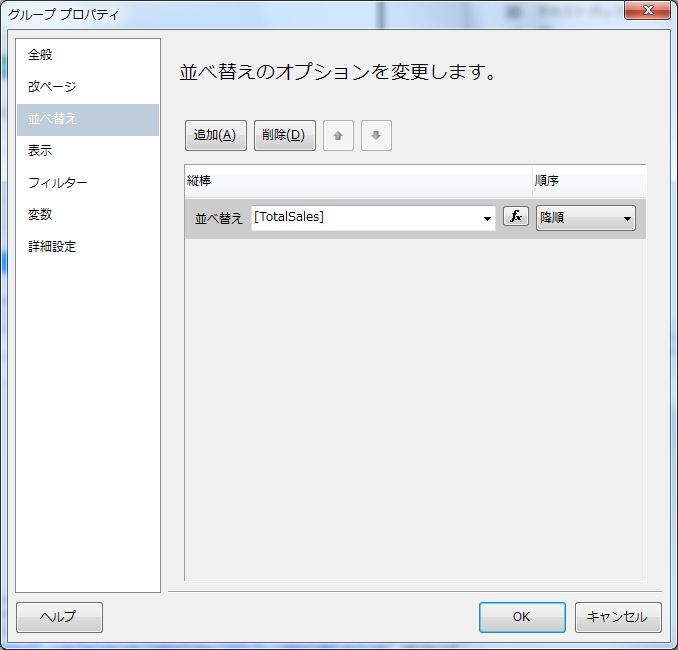 グループ プロパティ
全般
改ページ
並べ替え
表示
フィルター
変数
詳細設定
並べ替えのオプションを変更します。
追加(A) 削除(D)
縦棒 順序
並べ替え [TotalSales] fx 降順
ヘルプ OK キャンセル